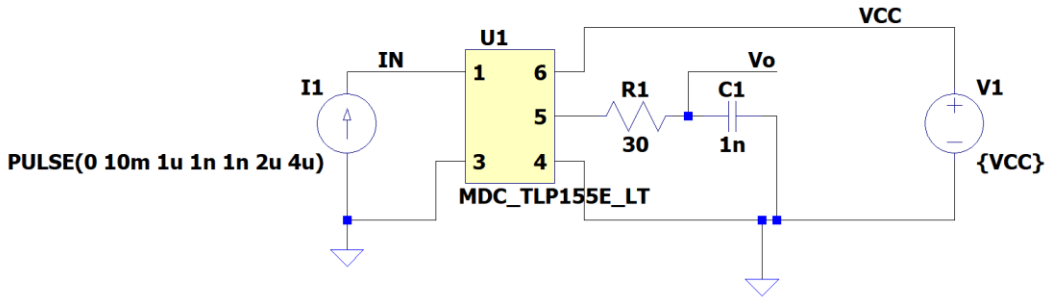 VCC
U1
IN
Vo
I1
1
6
R1
C1
V1
5
30
1n
PULSE(0 10m 1u 1n 1n 2u 4u)
3
4
{VCC}
MDC_TLP155E_LT